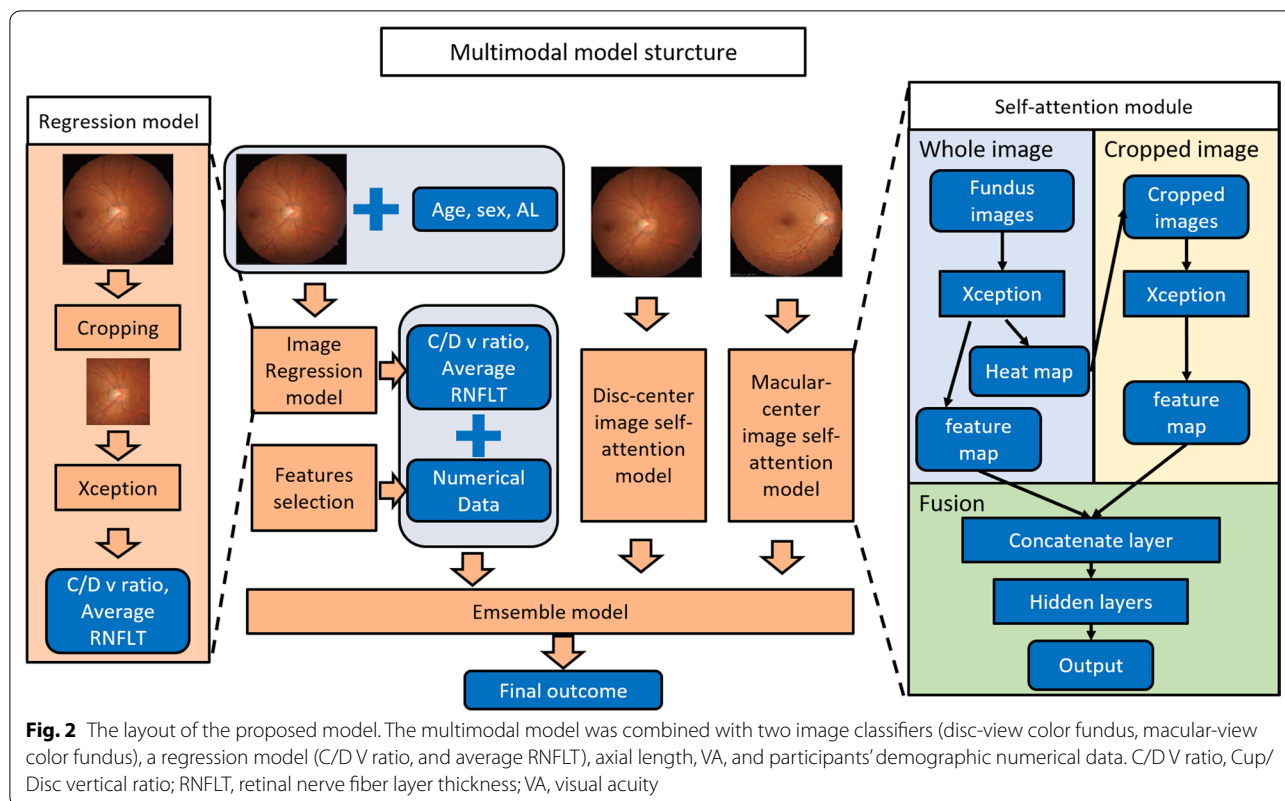 Multimodal model sturcture
Regression model
Cropping
Xception
C/D v ratio,
Average
RNFLT
Age, sex, AL
Image
Regression
model
C/D v ratio,
Average
RNFLT
Features
selection
Numerical
Data
Disc-center
image self-
attention
model
Macular-
center
image self-
attention
model
Emsemble model
Final outcome
Self-attention module
Whole image
Fundus
images
Xception
Heat map
feature
map
Cropped image
Cropped
images
Xception
feature
map
Fusion
Concatenate layer
Hidden layers
Output
Fig. 2 The layout of the proposed model. The multimodal model was combined with two image classifiers (disc-view color fundus, macular-view
color fundus), a regression model (C/D V ratio, and average RNFLT), axial length, VA, and participants’ demographic numerical data. C/D V ratio, Cup/
Disc vertical ratio; RNFLT, retinal nerve fiber layer thickness; VA, visual acuity